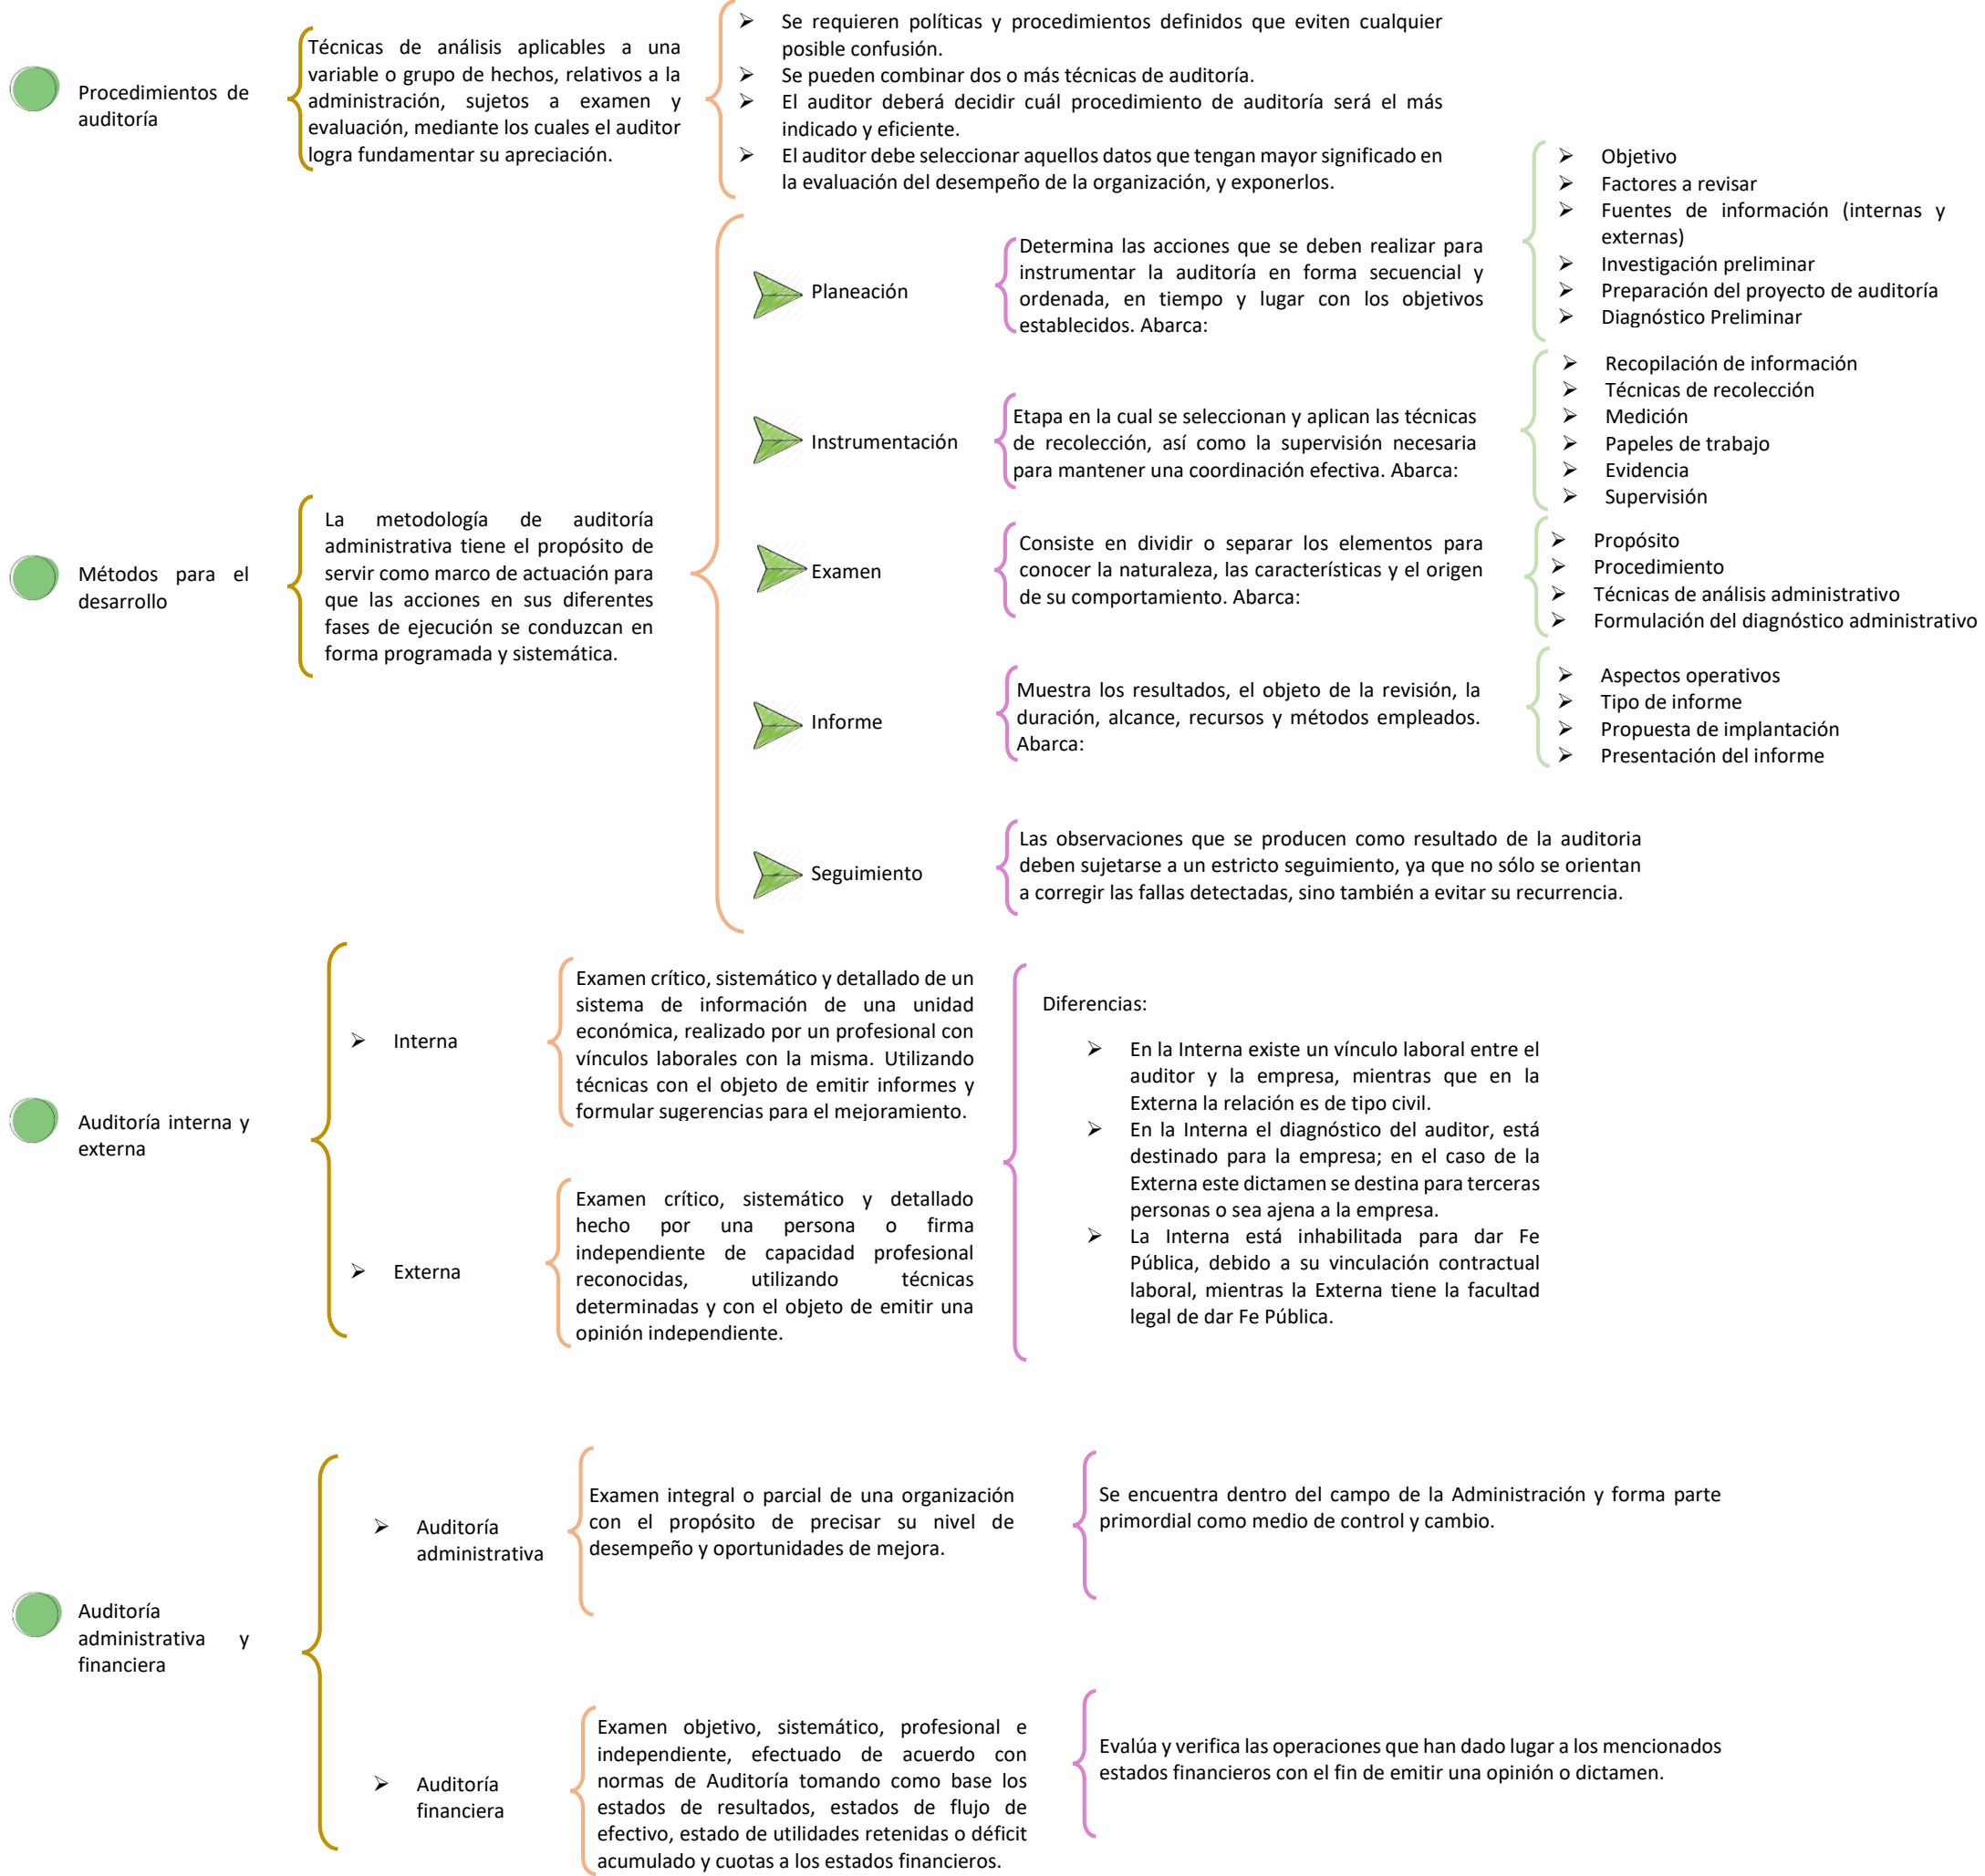 Procedimientos de
auditoría
Técnicas de análisis aplicables a una
variable o grupo de hechos, relativos a la
administración, sujetos a examen y
evaluación, mediante los cuales el auditor
logra fundamentar su apreciación.
➢ Se requieren políticas y procedimientos definidos que eviten cualquier
posible confusión.
➢ Se pueden combinar dos o más técnicas de auditoría.
➢ El auditor deberá decidir cuál procedimiento de auditoría será el más
indicado y eficiente.
➢ El auditor debe seleccionar aquellos datos que tengan mayor significado en
la evaluación del desempeño de la organización, y exponerlos.
Métodos para el
desarrollo
La metodología de auditoría
administrativa tiene el propósito de
servir como marco de actuación para
que las acciones en sus diferentes
fases de ejecución se conduzcan en
forma programada y sistemática.
Planeación
Determina las acciones que se deben realizar para
instrumentar la auditoría en forma secuencial y
ordenada, en tiempo y lugar con los objetivos
establecidos. Abarca:
➢ Objetivo
➢ Factores a revisar
➢ Fuentes de información (internas y
externas)
➢ Investigación preliminar
➢ Preparación del proyecto de auditoría
➢ Diagnóstico Preliminar
Instrumentación
Etapa en la cual se seleccionan y aplican las técnicas
de recolección, así como la supervisión necesaria
para mantener una coordinación efectiva. Abarca:
➢ Recopilación de información
➢ Técnicas de recolección
➢ Medición
➢ Papeles de trabajo
➢ Evidencia
➢ Supervisión
Examen
Consiste en dividir o separar los elementos para
conocer la naturaleza, las características y el origen
de su comportamiento. Abarca:
➢ Propósito
➢ Procedimiento
➢ Técnicas de análisis administrativo
➢ Formulación del diagnóstico administrativo
Informe
Muestra los resultados, el objeto de la revisión, la
duración, alcance, recursos y métodos empleados.
Abarca:
➢ Aspectos operativos
➢ Tipo de informe
➢ Propuesta de implantación
➢ Presentación del informe
Seguimiento
Las observaciones que se producen como resultado de la auditoria
deben sujetarse a un estricto seguimiento, ya que no sólo se orientan
a corregir las fallas detectadas, sino también a evitar su recurrencia.
Auditoría interna y
externa
➢ Interna
Examen crítico, sistemático y detallado de un
sistema de información de una unidad
económica, realizado por un profesional con
vínculos laborales con la misma. Utilizando
técnicas con el objeto de emitir informes y
formular sugerencias para el mejoramiento.
➢ Externa
Examen crítico, sistemático y detallado
hecho por una persona o firma
independiente de capacidad profesional
reconocidas, utilizando técnicas
determinadas y con el objeto de emitir una
opinión independiente.
Diferencias:
➢ En la Interna existe un vínculo laboral entre el
auditor y la empresa, mientras que en la
Externa la relación es de tipo civil.
➢ En la Interna el diagnóstico del auditor, está
destinado para la empresa; en el caso de la
Externa este dictamen se destina para terceras
personas o sea ajena a la empresa.
➢ La Interna está inhabilitada para dar Fe
Pública, debido a su vinculación contractual
laboral, mientras la Externa tiene la facultad
legal de dar Fe Pública.
Auditoría
administrativa y
financiera
➢ Auditoría
administrativa
Examen integral o parcial de una organización
con el propósito de precisar su nivel de
desempeño y oportunidades de mejora.
Se encuentra dentro del campo de la Administración y forma parte
primordial como medio de control y cambio.
➢ Auditoría
financiera
Examen objetivo, sistemático, profesional e
independiente, efectuado de acuerdo con
normas de Auditoría tomando como base los
estados de resultados, estados de flujo de
efectivo, estado de utilidades retenidas o déficit
acumulado y cuotas a los estados financieros.
Evalúa y verifica las operaciones que han dado lugar a los mencionados
estados financieros con el fin de emitir una opinión o dictamen.